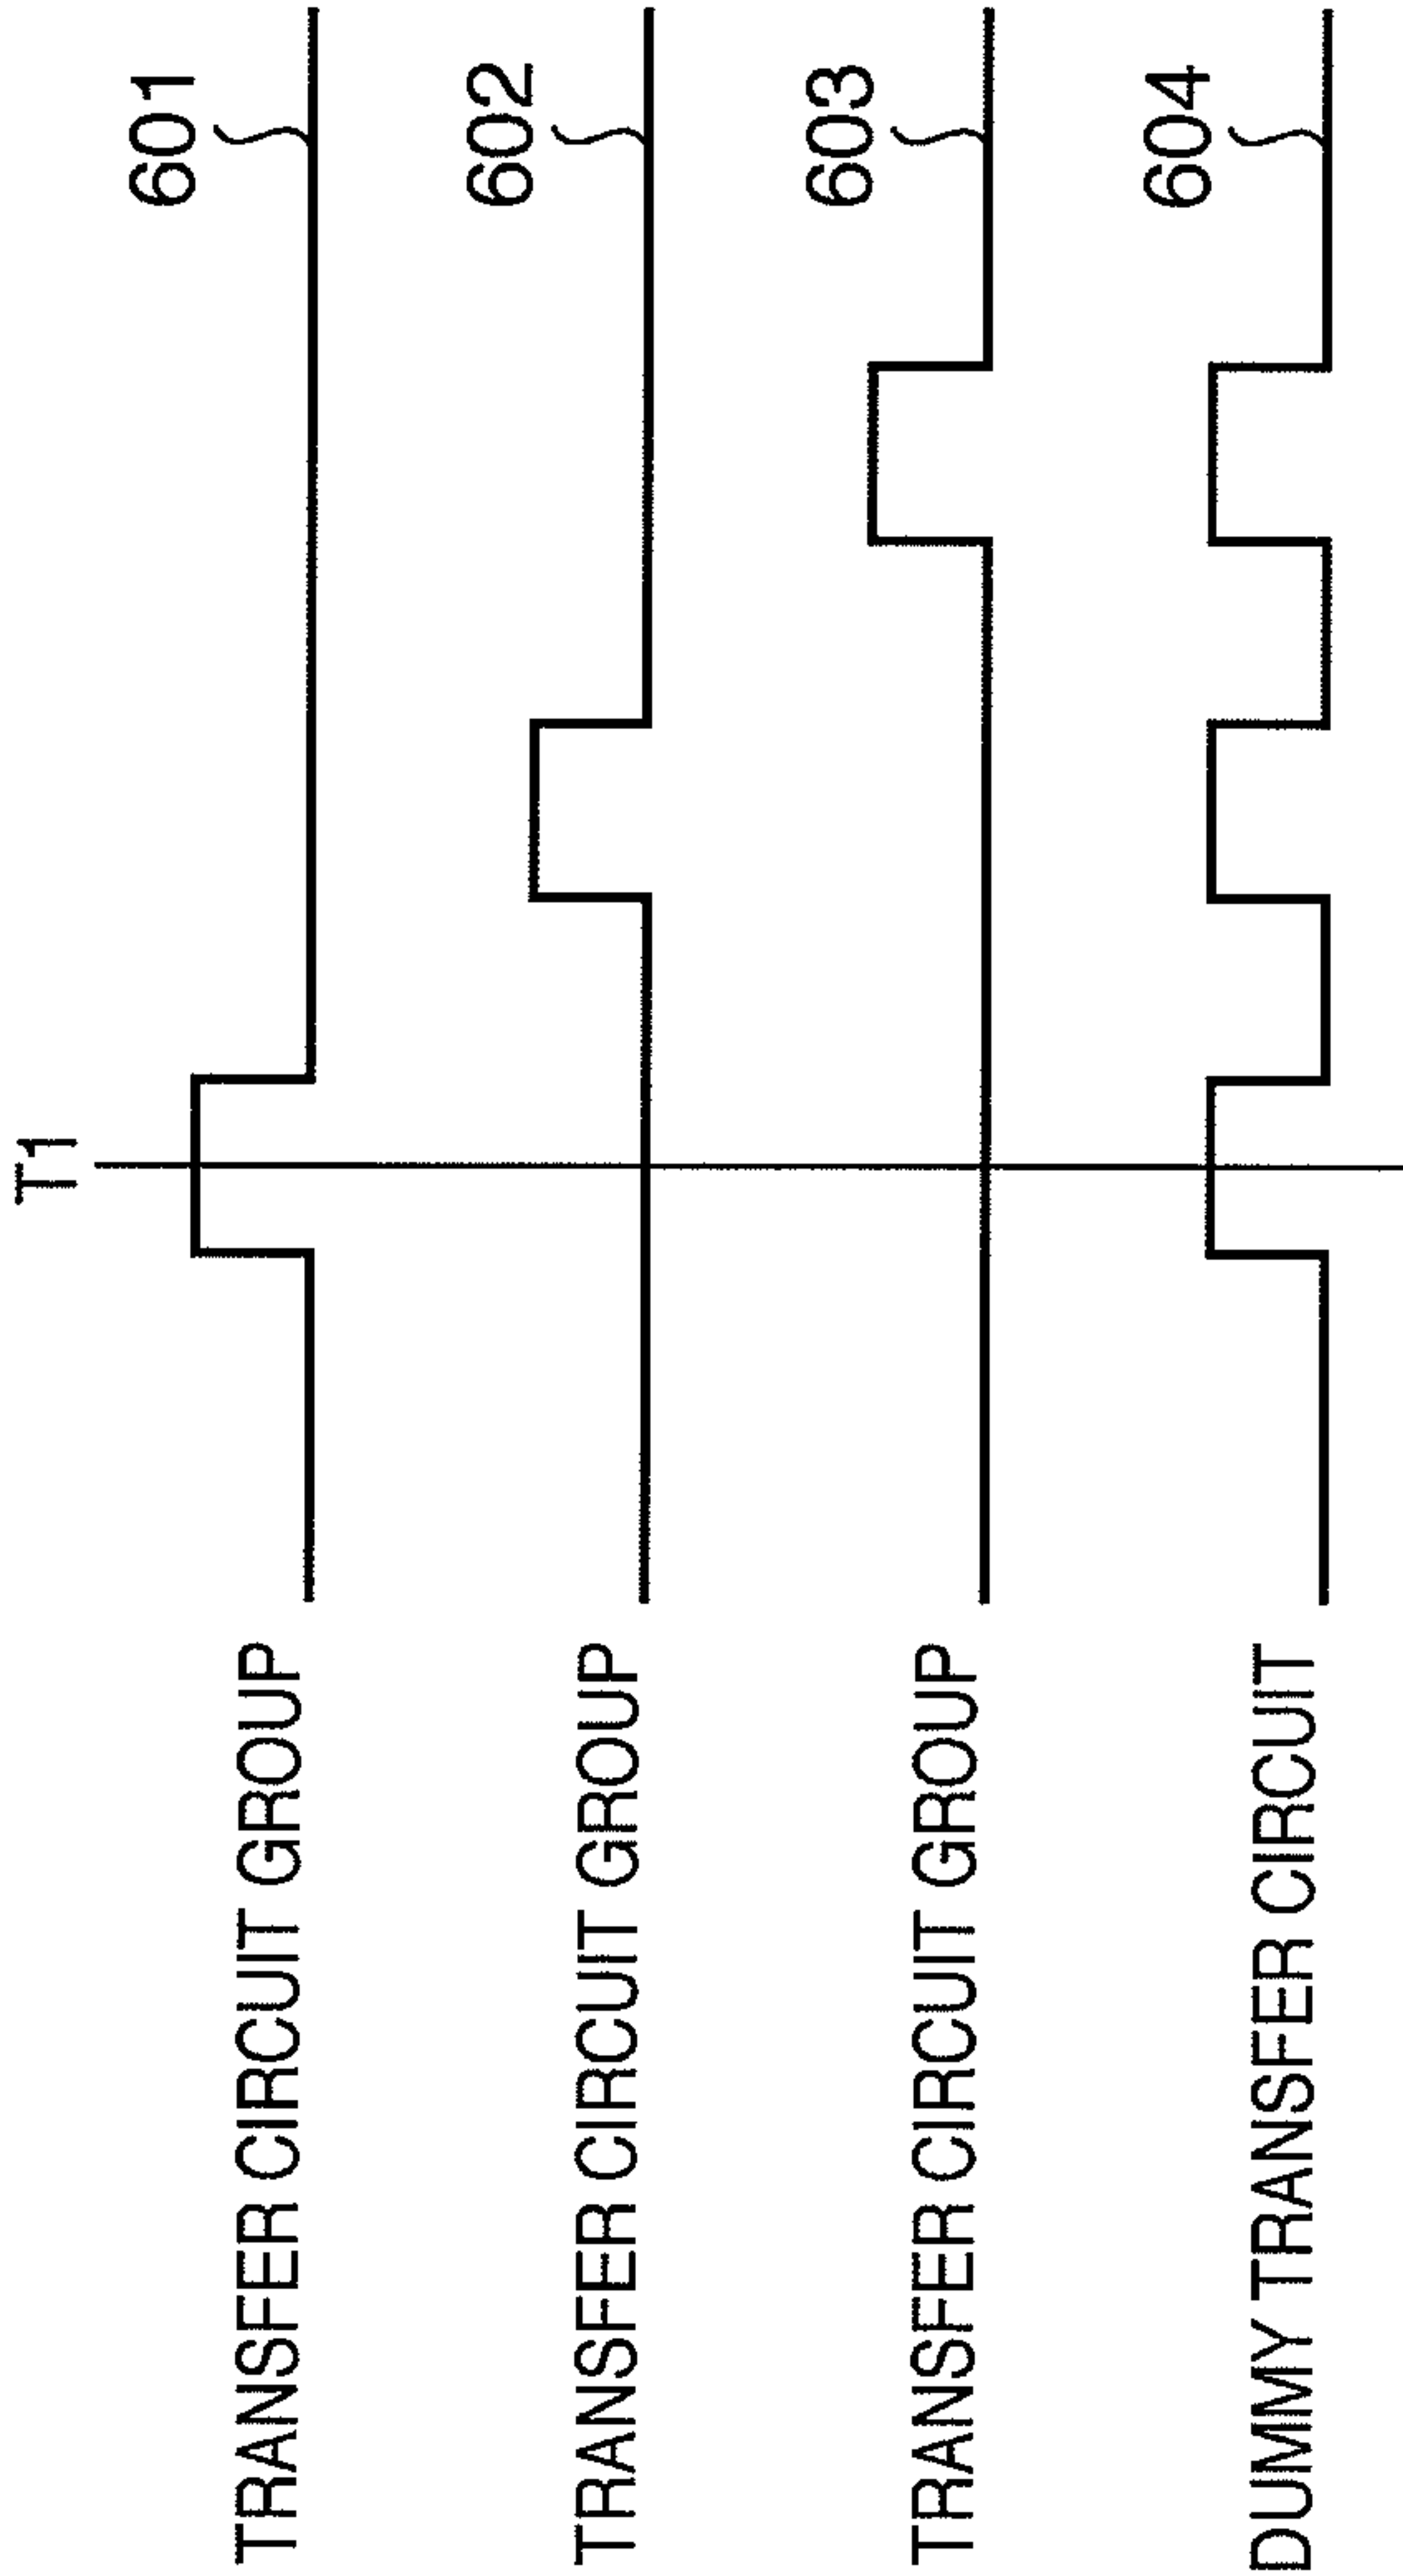 T1
TRANSFER CIRCUIT GROUP
601
TRANSFER CIRCUIT GROUP
602
TRANSFER CIRCUIT GROUP
603
DUMMY TRANSFER CIRCUIT
604